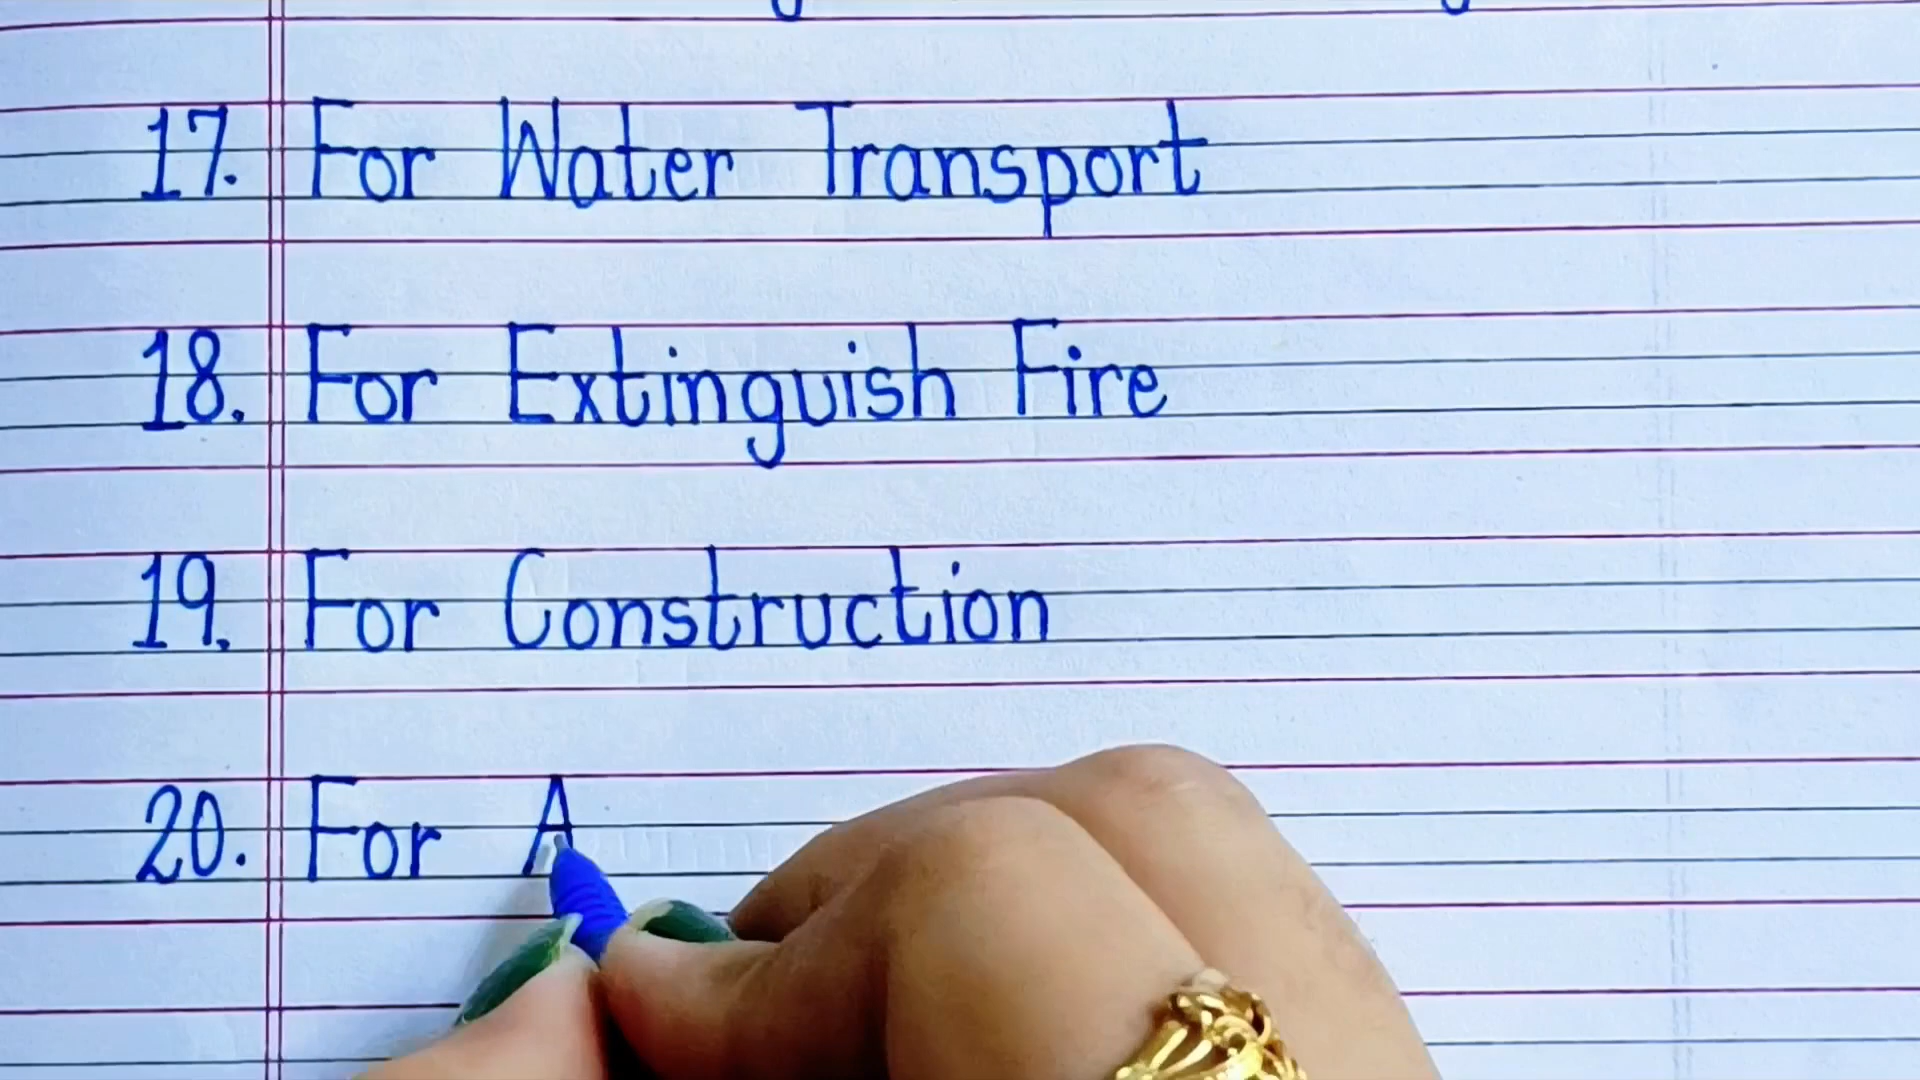 17. For Water Transport
18. For Extinguish Fire
19. For Construction
20. For A